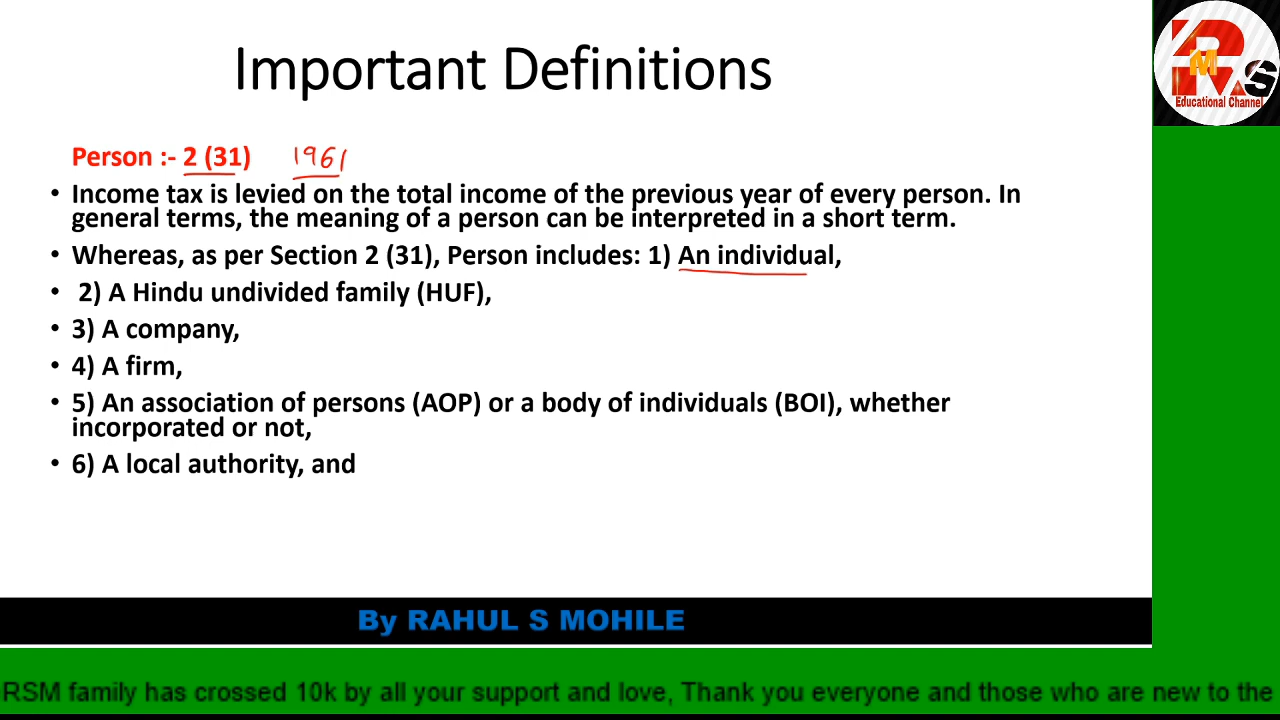 Important Definitions
Educational Channel
Person :- 2 (31) 1961
• Income tax is levied on the total income of the previous year of every person. In
general terms, the meaning of a person can be interpreted in a short term.
• Whereas, as per Section 2 (31), Person includes: 1) An individual,
• 2) A Hindu undivided family (HUF),
• 3) A company,
• 4) A firm,
• 5) An association of persons (AOP) or a body of individuals (BOI), whether
incorporated or not,
• 6) A local authority, and
By RAHUL S MOHILE
RSM family has crossed 10k by all your support and love, Thank you everyone and those who are new to the